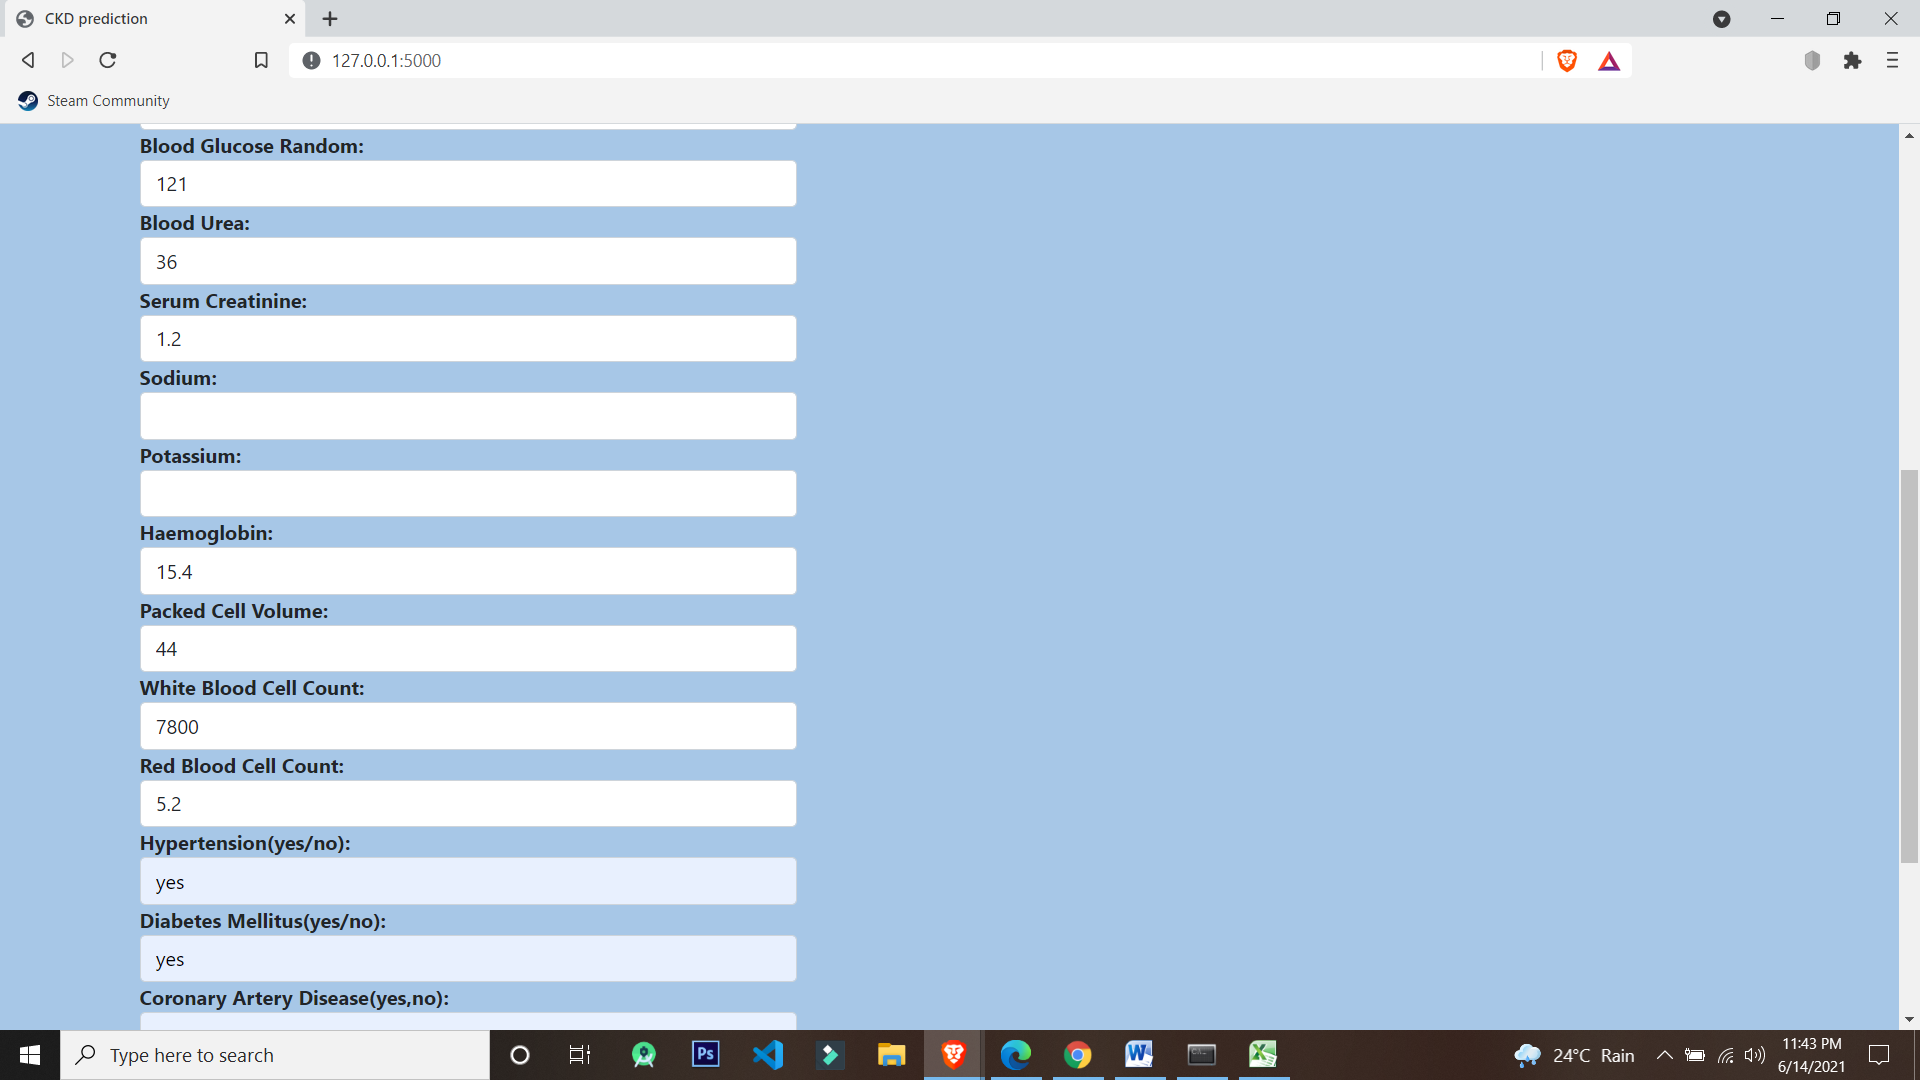 CKD prediction
127.0.0.1:5000
Steam Community
Blood Glucose Random:
121
Blood Urea:
36
Serum Creatinine:
1.2
Sodium:
Potassium:
Haemoglobin:
15.4
Packed Cell Volume:
44
White Blood Cell Count:
7800
Red Blood Cell Count:
5.2
Hypertension(yes/no):
yes
Diabetes Mellitus(yes/no):
yes
Coronary Artery Disease(yes,no):
Type here to search
Ps
24°C Rain
11:43 PM
6/14/2021